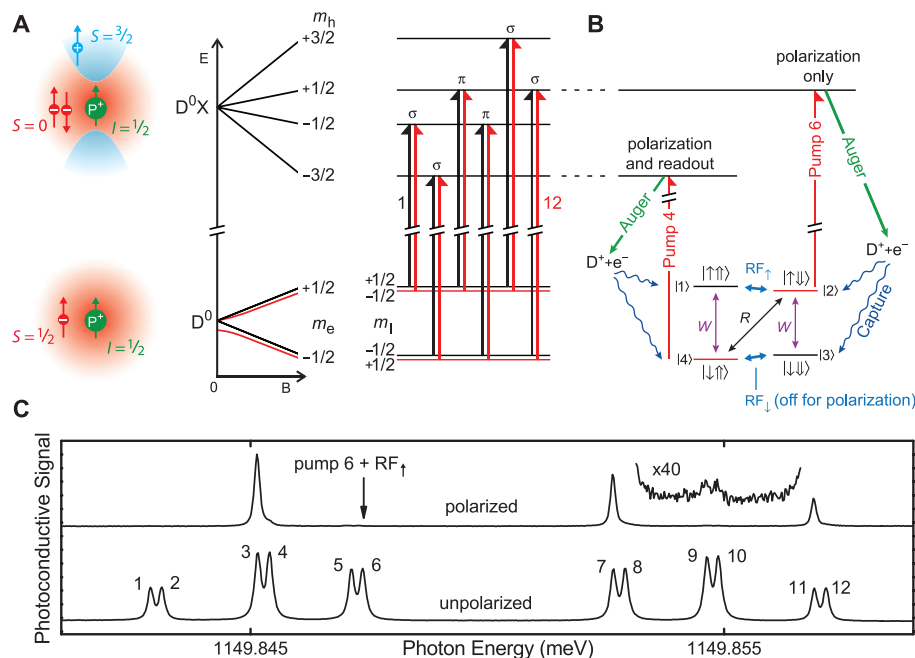 A
S=3/2
S=0
P+
I=1/2
S=1/2
P+
I=1/2
E
D⁰X
mh
+3/2
+1/2
−1/2
−3/2
D⁰
+1/2
me
−1/2
0
B
σ
σ
π
π
σ
σ
1
12
+1/2
−1/2
mI
−1/2
+1/2
B
polarization
only
polarization
and readout
Auger
Pump 4
Pump 6
Auger
D⁺+e⁻
D⁺+e⁻
|1⟩
|↑⇑⟩
RF↑
|↑⇓⟩
|2⟩
W
R
W
Capture
|4⟩
|↓⇑⟩
|↓⇓⟩
|3⟩
RF↓ (off for polarization)
C
Photoconductive Signal
pump 6 + RF↑
x40
polarized
1
2
3
4
5
6
7
8
9
10
11
12
unpolarized
1149.845
Photon Energy (meV)
1149.855